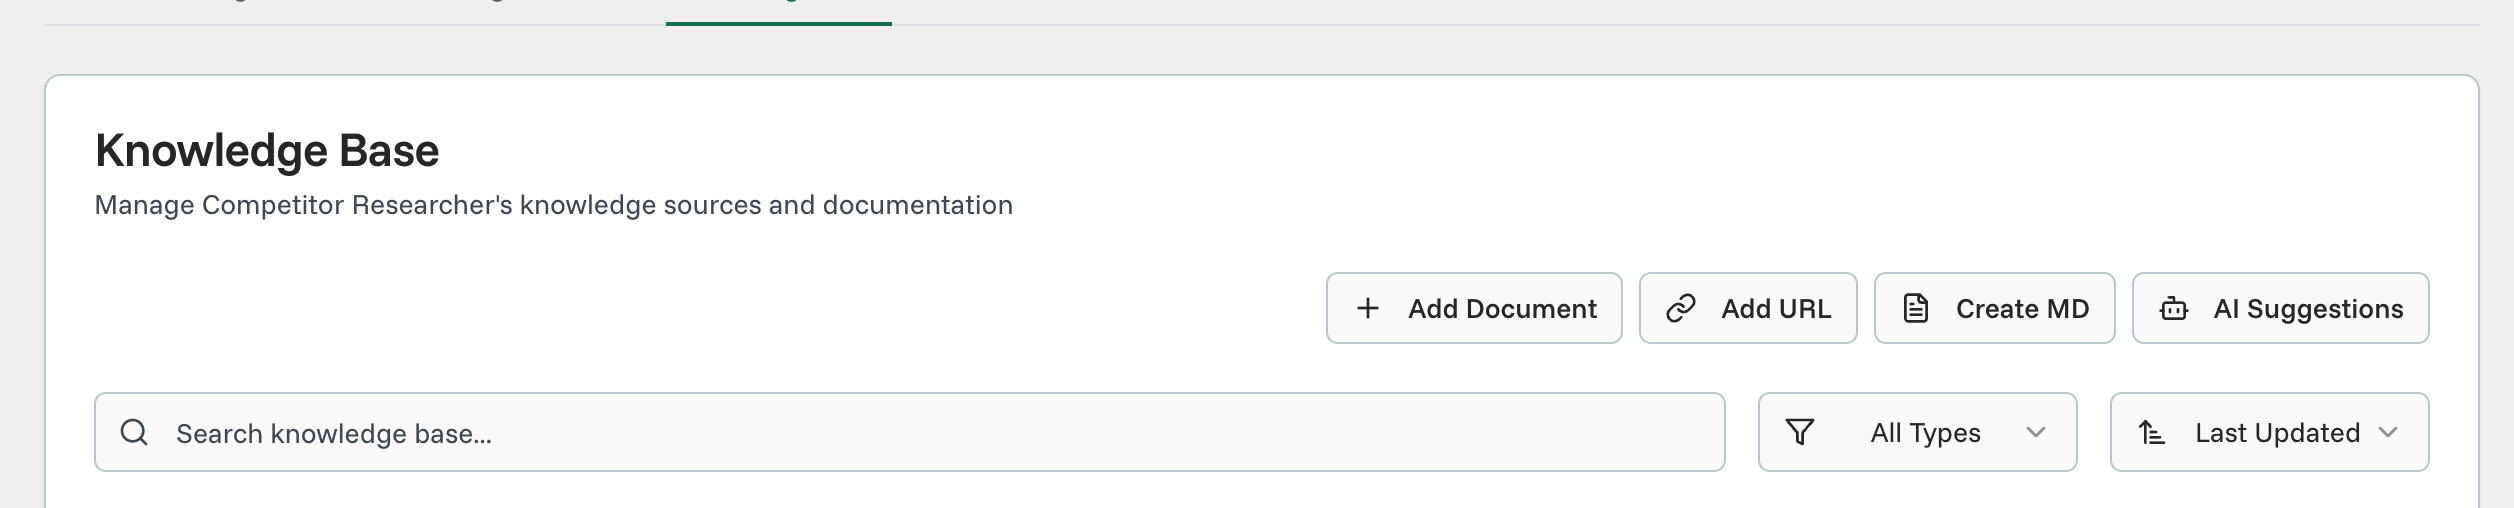 Knowledge Base
Manage Competitor Researcher's knowledge sources and documentation
Add Document
Add URL
Create MD
AI Suggestions
Search knowledge base...
All Types
Last Updated